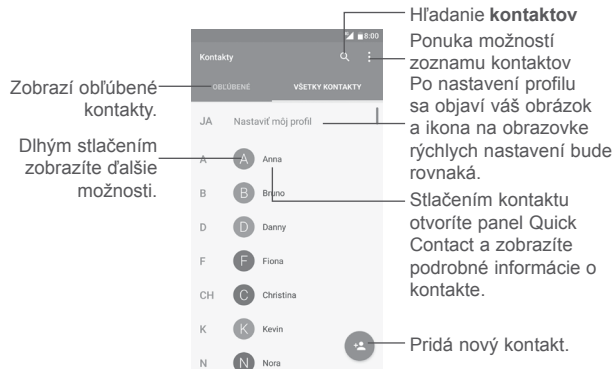 Hľadanie kontaktov
Ponuka možností
zoznamu kontaktov
Po nastavení profilu
sa objaví váš obrázok
a ikona na obrazovke
rýchlych nastavení bude
rovnaká.
Stlačením kontaktu
otvoríte panel Quick
Contact a zobrazíte
podrobné informácie o
kontakte.
Pridá nový kontakt.
Zobrazí obľúbené
kontakty.
Dlhým stlačením
zobrazíte ďalšie
možnosti.
8:00
Kontakty
OBĽÚBENÉ VŠETKY KONTAKTY
JA Nastaviť môj profil
A A Anna
B B Bruno
D D Danny
F F Fiona
CH C Christina
K K Kevin
N N Nora